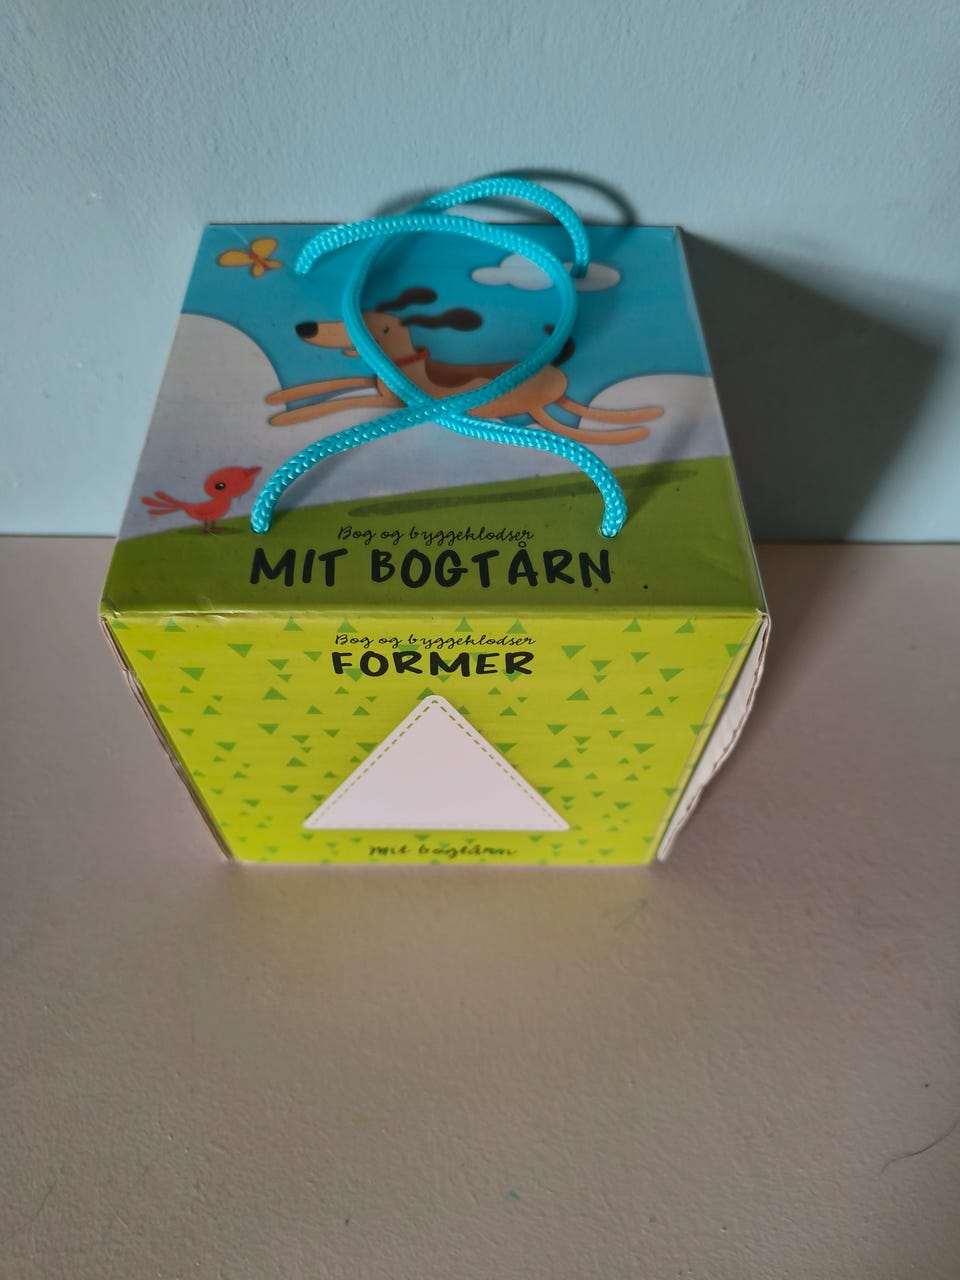 Bog og byggeklodser
MIT BOGTÅRN
Bog og byggeklodser
FORMER
Mit bogtårn